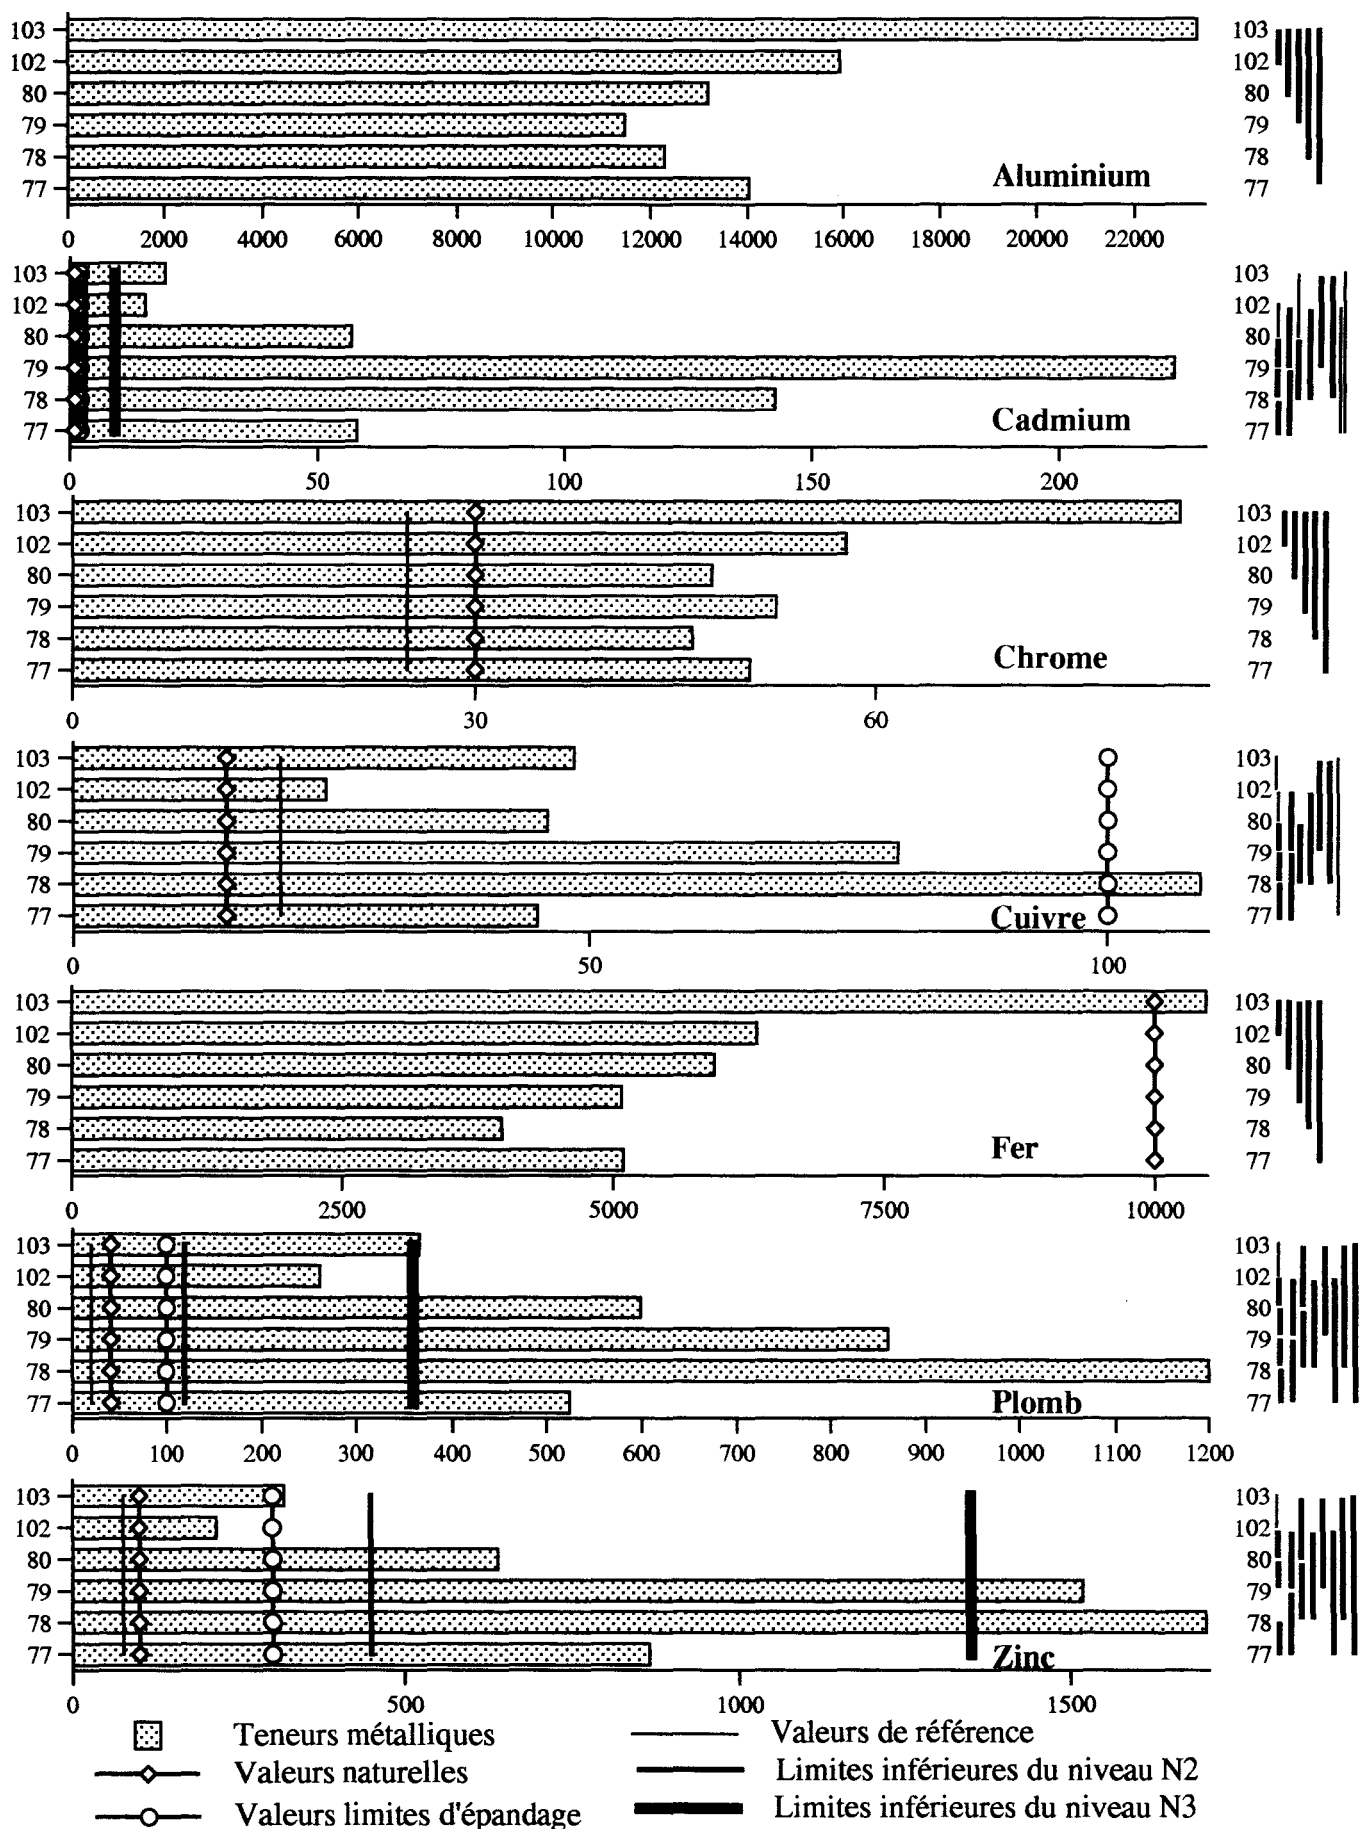 103 103
102 102
80 80
79 79
78 78
Aluminium
77 77
0 2000 4000 6000 8000 10000 12000 14000 16000 18000 20000 22000
103 103
102 102
80 80
79 79
78 78
Cadmium
77 77
0 50 100 150 200
103 103
102 102
80 80
79 79
78 78
Chrome
77 77
0 30 60
103 103
102 102
80 80
79 79
78 78
77 Cuivre 77
0 50 100
103 103
102 102
80 80
79 79
78 78
Fer
77 77
0 2500 5000 7500 10000
103 103
102 102
80 80
79 79
78 78
77 Plomb 77
0 100 200 300 400 500 600 700 800 900 1000 1100 1200
103 103
102 102
80 80
79 79
78 78
77 Zinc 77
0 500 1000 1500
Teneurs métalliques Valeurs de référence
Valeurs naturelles Limites inférieures du niveau N2
Valeurs limites d'épandage Limites inférieures du niveau N3